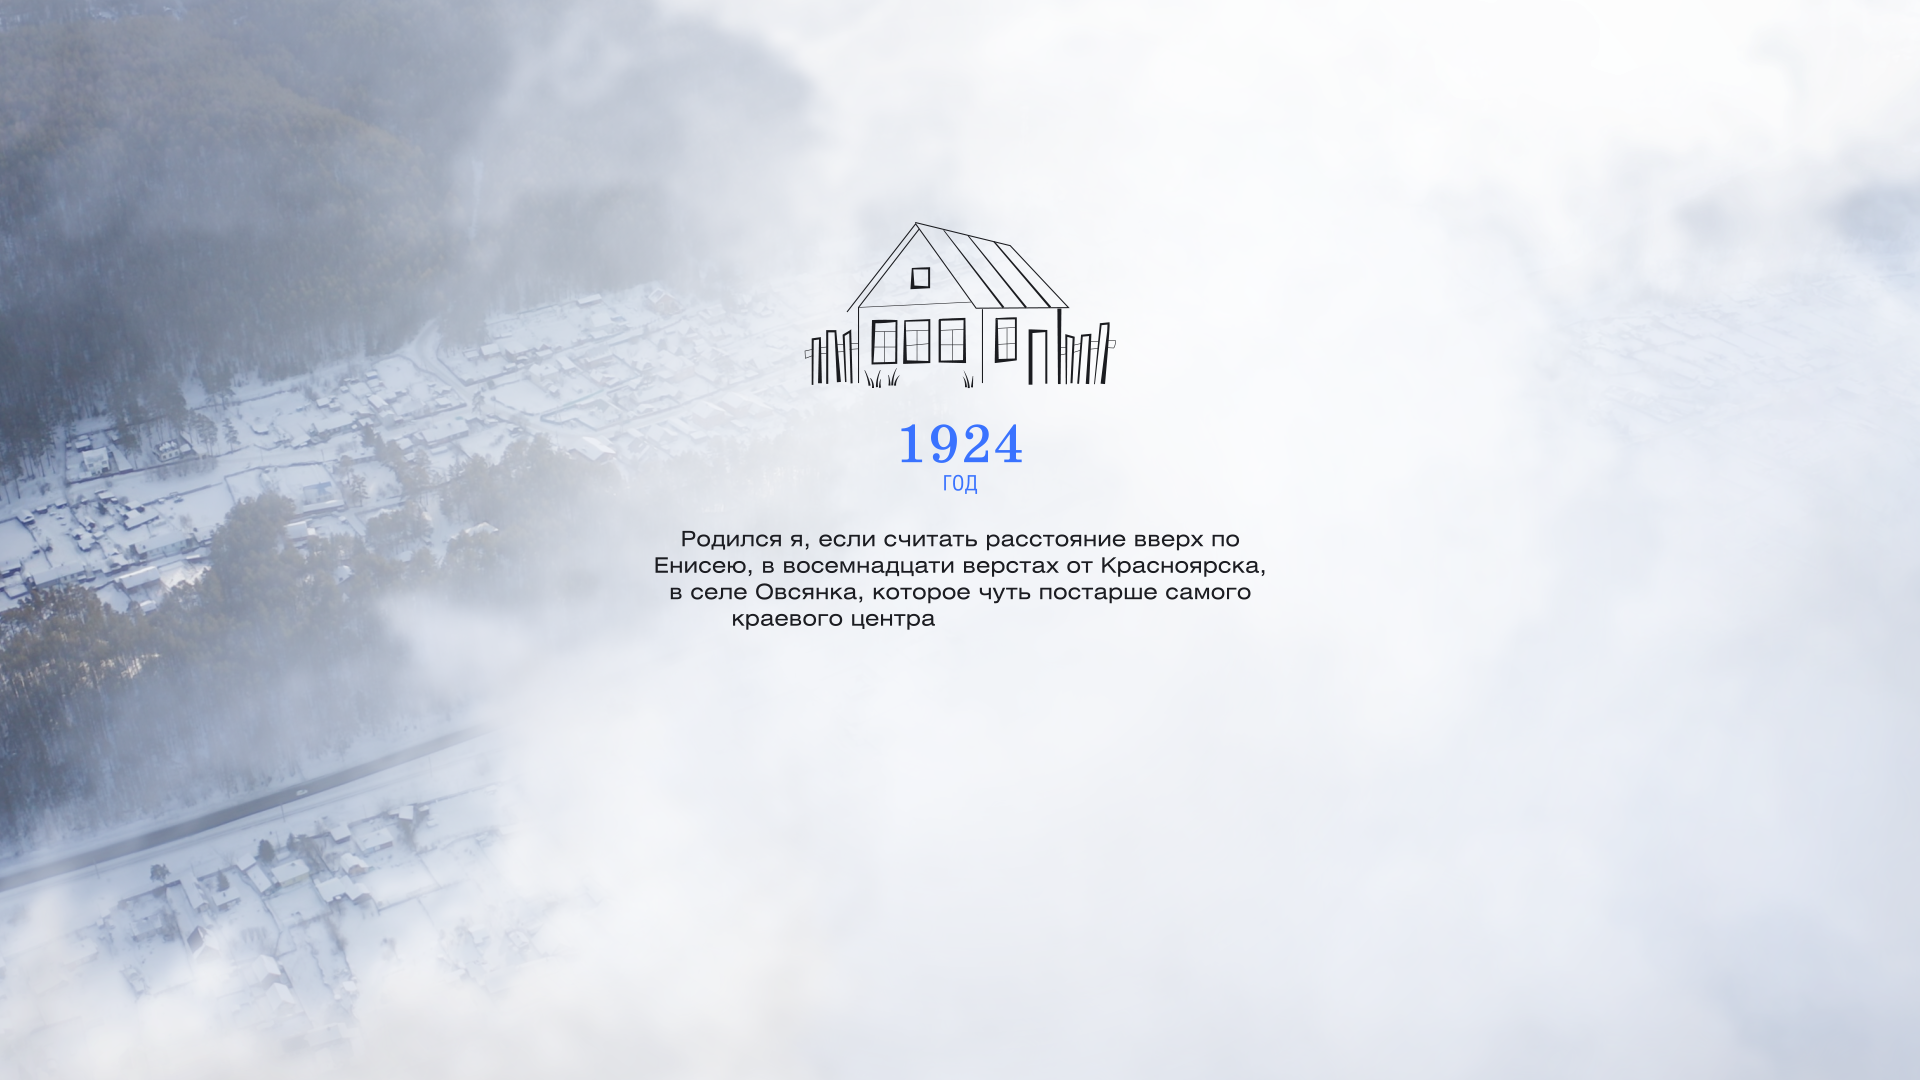 1924
ГОД
Родился я, если считать расстояние вверх по
Енисею, в восемнадцати верстах от Красноярска,
в селе Овсянка, которое чуть постарше самого
краевого центра